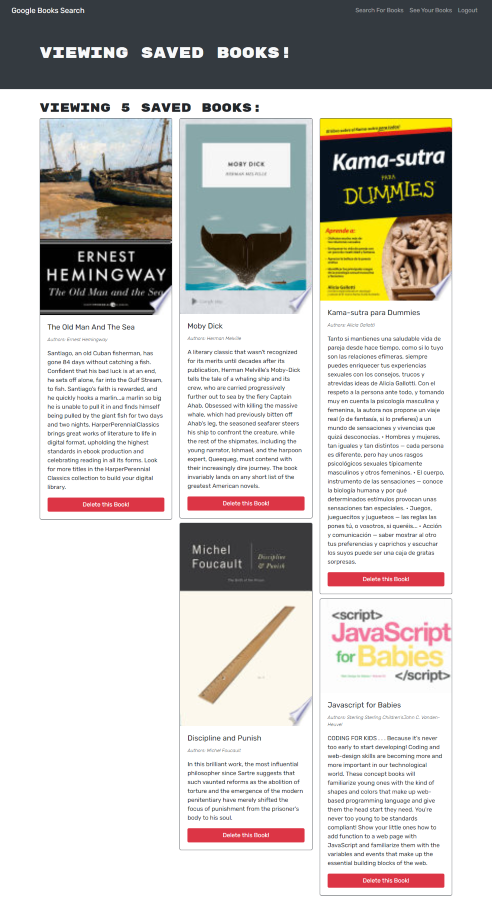 Google Books Search
Search For Books See Your Books Logout
VIEWING SAVED BOOKS!
VIEWING 5 SAVED BOOKS:
ERNEST
HEMINGWAY
The Old Man and the Sea
The Old Man And The Sea
Authors: Ernest Hemingway
Santiago, an old Cuban fisherman, has
gone 84 days without catching a fish.
Confident that his bad luck is at an end,
he sets off alone, far into the Gulf Stream,
to fish. Santiago's faith is rewarded, and
he quickly hooks a marlin...a marlin so big
he is unable to pull it in and finds himself
being pulled by the giant fish for two days
and two nights. HarperPerennialClassics
brings great works of literature to life in
digital format, upholding the highest
standards in ebook production and
celebrating reading in all its forms. Look
for more titles in the HarperPerennial
Classics collection to build your digital
library.
Delete this Book!
MOBY DICK
HERMAN MELVILLE
Moby Dick
Authors: Herman Melville
A literary classic that wasn't recognized
for its merits until decades after its
publication, Herman Melville's Moby-Dick
tells the tale of a whaling ship and its
crew, who are carried progressively
further out to sea by the fiery Captain
Ahab. Obsessed with killing the massive
whale, which had previously bitten off
Ahab's leg, the seasoned seafarer steers
his ship to confront the creature, while
the rest of the shipmates, including the
young narrator, Ishmael, and the harpoon
expert, Queequeg, must contend with
their increasingly dire journey. The book
invariably lands on any short list of the
greatest American novels.
Delete this Book!
Michel
Foucault
Discipline
& Punish
Discipline and Punish
Authors: Michel Foucault
In this brilliant work, the most influential
philosopher since Sartre suggests that
such vaunted reforms as the abolition of
torture and the emergence of the modern
penitentiary have merely shifted the
focus of punishment from the prisoner's
body to his soul.
Delete this Book!
Kama-sutra
PARA
DUMMIES
Aprende a:
Alicia Gallotti
Kama-sutra para Dummies
Authors: Alicia Gallotti
Tanto si mantienes una saludable vida de
pareja desde hace tiempo, como si lo tuyo
son las relaciones efímeras, siempre
puedes enriquecer tus experiencias
sexuales con los consejos, trucos y
atrevidas ideas de Alicia Gallotti. Con el
respeto a la persona ante todo, y tomando
muy en cuenta la psicología masculina y
femenina, la autora nos propone un viaje
real (o de fantasía, si lo prefieres) a un
mundo de sensaciones y vivencias que
quizá desconocías. • Hombres y mujeres,
tan iguales y tan distintos — cada persona
es diferente, pero hay unos rasgos
psicológicos sexuales típicamente
masculinos y otros femeninos. • El cuerpo,
instrumento de las sensaciones — conoce
la biología humana y por qué
determinados estímulos provocan unas
sensaciones tan especiales. • Juegos,
jueguecitos y jugueteos — las reglas las
pones tú, o vosotros, si queréis... • Acción
y comunicación — saber mostrar al otro
tus preferencias y caprichos y escuchar
los suyos puede ser una caja de gratas
sorpresas.
Delete this Book!
<script>
JavaScript
for Babies
</script>
Javascript for Babies
Authors: Sterling Sterling Children's,John C. Vanden-
Heuvel
CODING FOR KIDS . . . Because it's never
too early to start developing! Coding and
web-design skills are becoming more and
more important in our technological
world. These concept books will
familiarize young ones with the kind of
shapes and colors that make up web-
based programming language and give
them the head start they need. You're
never too young to be standards
compliant! Show your little ones how to
add function to a web page with
JavaScript and familiarize them with the
variables and events that make up the
essential building blocks of the web.
Delete this Book!